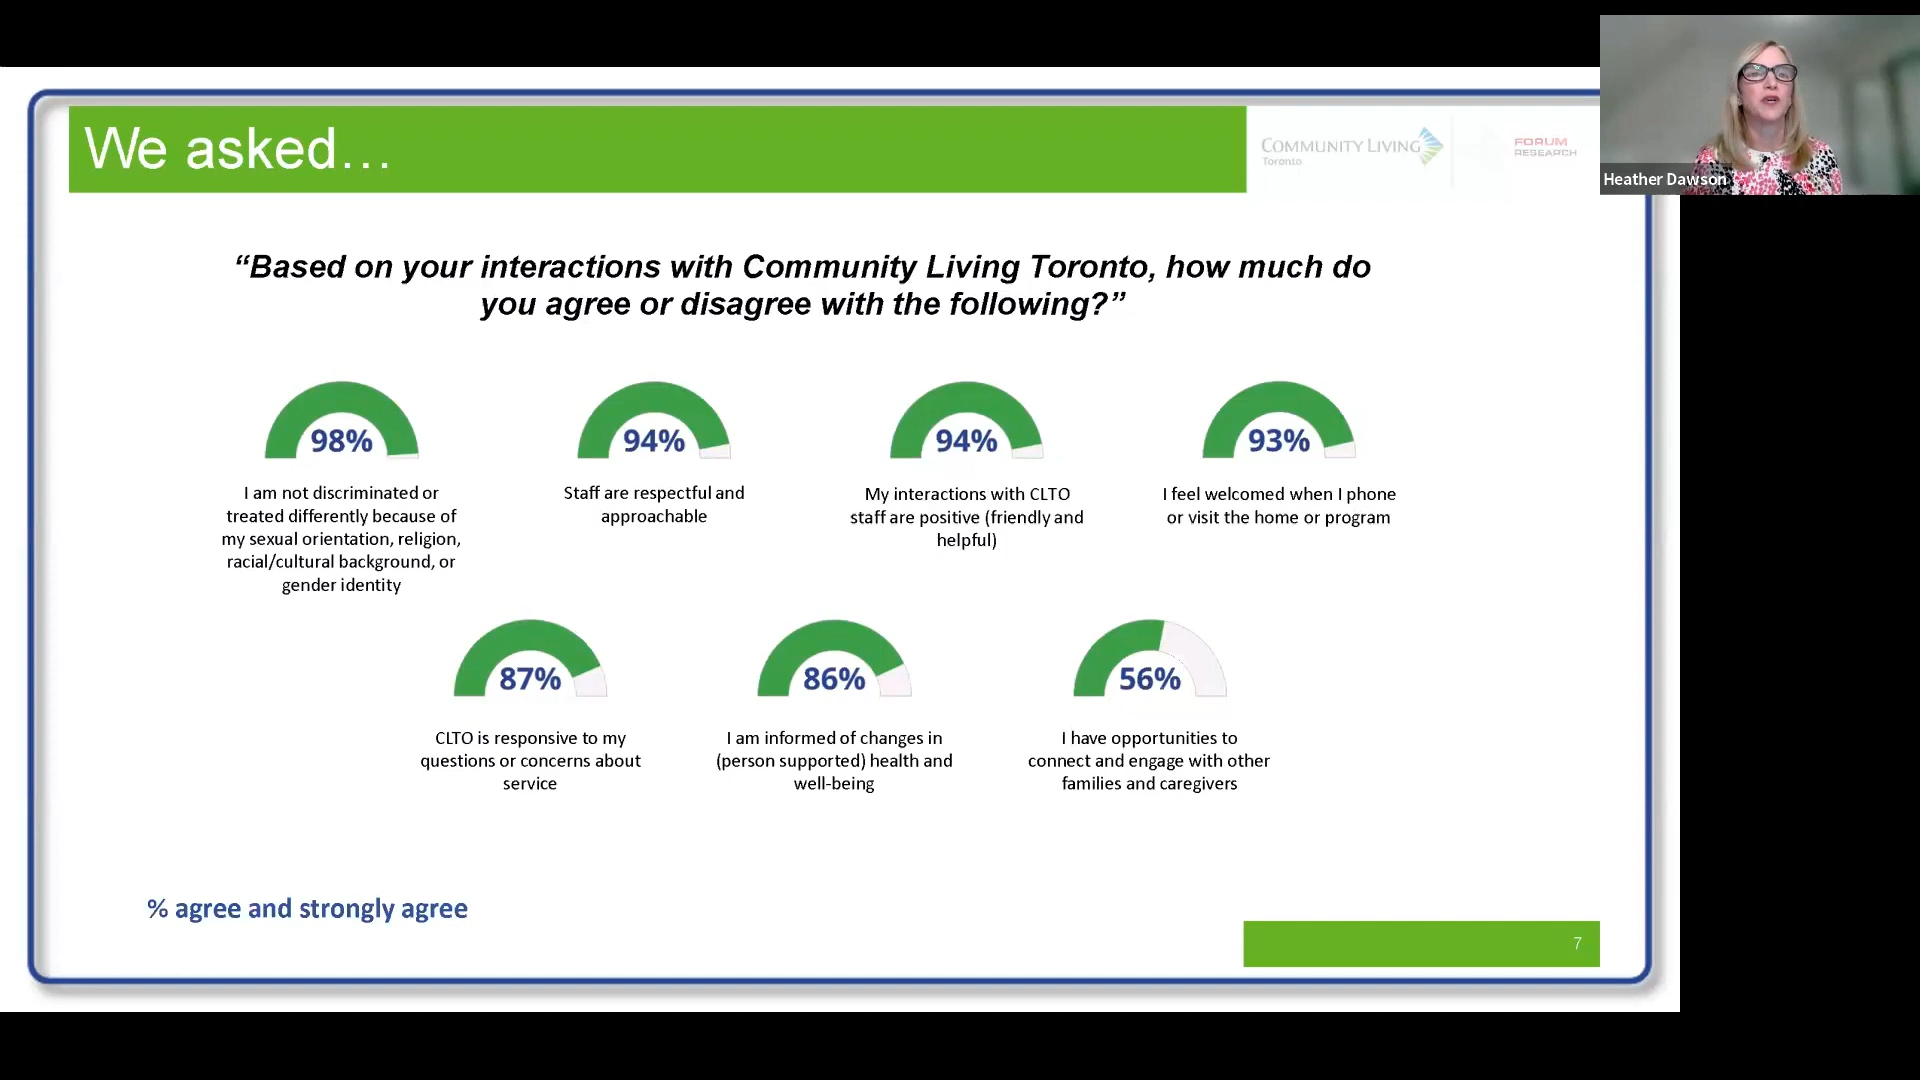 We asked…
COMMUNITY LIVING
Toronto
FORUM
RESEARCH
Heather Dawson
“Based on your interactions with Community Living Toronto, how much do
you agree or disagree with the following?”
98%
I am not discriminated or
treated differently because of
my sexual orientation, religion,
racial/cultural background, or
gender identity
94%
Staff are respectful and
approachable
94%
My interactions with CLTO
staff are positive (friendly and
helpful)
93%
I feel welcomed when I phone
or visit the home or program
87%
CLTO is responsive to my
questions or concerns about
service
86%
I am informed of changes in
(person supported) health and
well-being
56%
I have opportunities to
connect and engage with other
families and caregivers
% agree and strongly agree
7